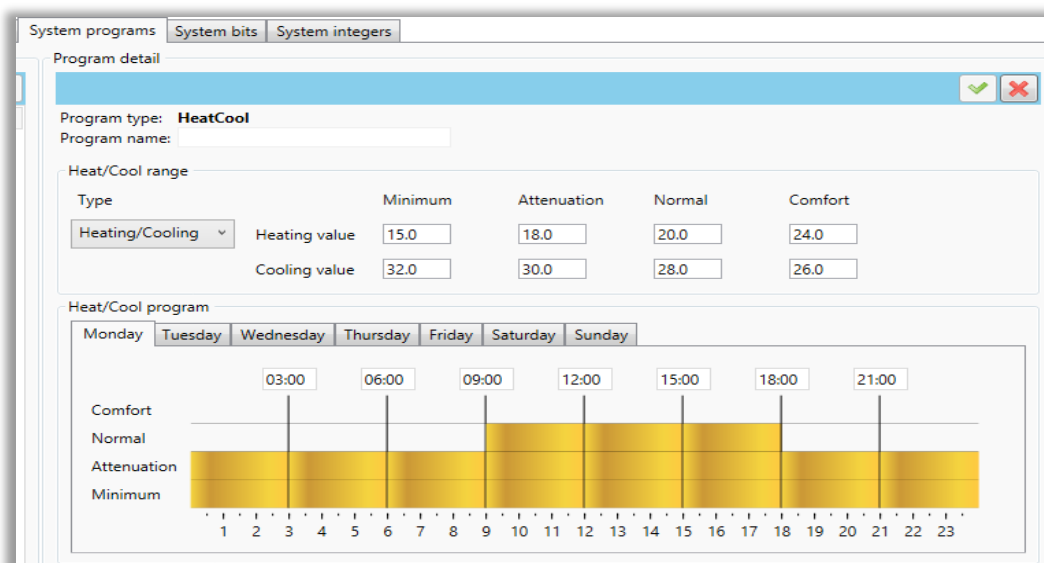 System programs System bits System integers
Program detail
Program type: HeatCool
Program name:
Heat/Cool range
Type Minimum Attenuation Normal Comfort
Heating/Cooling Heating value 15.0 18.0 20.0 24.0
Cooling value 32.0 30.0 28.0 26.0
Heat/Cool program
Monday Tuesday Wednesday Thursday Friday Saturday Sunday
03:00 06:00 09:00 12:00 15:00 18:00 21:00
Comfort
Normal
Attenuation
Minimum
1 2 3 4 5 6 7 8 9 10 11 12 13 14 15 16 17 18 19 20 21 22 23